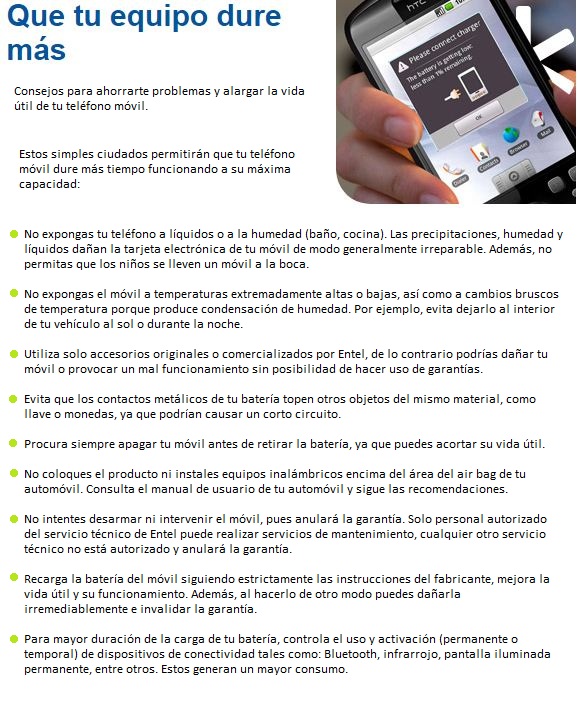 Que tu equipo dure
más
Consejos para ahorrarte problemas y alargar la vida
útil de tu teléfono móvil.
Estos simples ciudados permitirán que tu teléfono
móvil dure más tiempo funcionando a su máxima
capacidad:
htc
Please connect charger
The battery is getting low:
less than 1% remaining.
OK
Dialer
Contacts
Browser
Mail
No expongas tu teléfono a líquidos o a la humedad (baño, cocina). Las precipitaciones, humedad y
líquidos dañan la tarjeta electrónica de tu móvil de modo generalmente irreparable. Además, no
permitas que los niños se lleven un móvil a la boca.
No expongas el móvil a temperaturas extremadamente altas o bajas, así como a cambios bruscos
de temperatura porque produce condensación de humedad. Por ejemplo, evita dejarlo al interior
de tu vehículo al sol o durante la noche.
Utiliza solo accesorios originales o comercializados por Entel, de lo contrario podrías dañar tu
móvil o provocar un mal funcionamiento sin posibilidad de hacer uso de garantías.
Evita que los contactos metálicos de tu batería topen otros objetos del mismo material, como
llave o monedas, ya que podrían causar un corto circuito.
Procura siempre apagar tu móvil antes de retirar la batería, ya que puedes acortar su vida útil.
No coloques el producto ni instales equipos inalámbricos encima del área del air bag de tu
automóvil. Consulta el manual de usuario de tu automóvil y sigue las recomendaciones.
No intentes desarmar ni intervenir el móvil, pues anulará la garantía. Solo personal autorizado
del servicio técnico de Entel puede realizar servicios de mantenimiento, cualquier otro servicio
técnico no está autorizado y anulará la garantía.
Recarga la batería del móvil siguiendo estrictamente las instrucciones del fabricante, mejora la
vida útil y su funcionamiento. Además, al hacerlo de otro modo puedes dañarla
irremediablemente e invalidar la garantía.
Para mayor duración de la carga de tu batería, controla el uso y activación (permanente o
temporal) de dispositivos de conectividad tales como: Bluetooth, infrarrojo, pantalla iluminada
permanente, entre otros. Estos generan un mayor consumo.